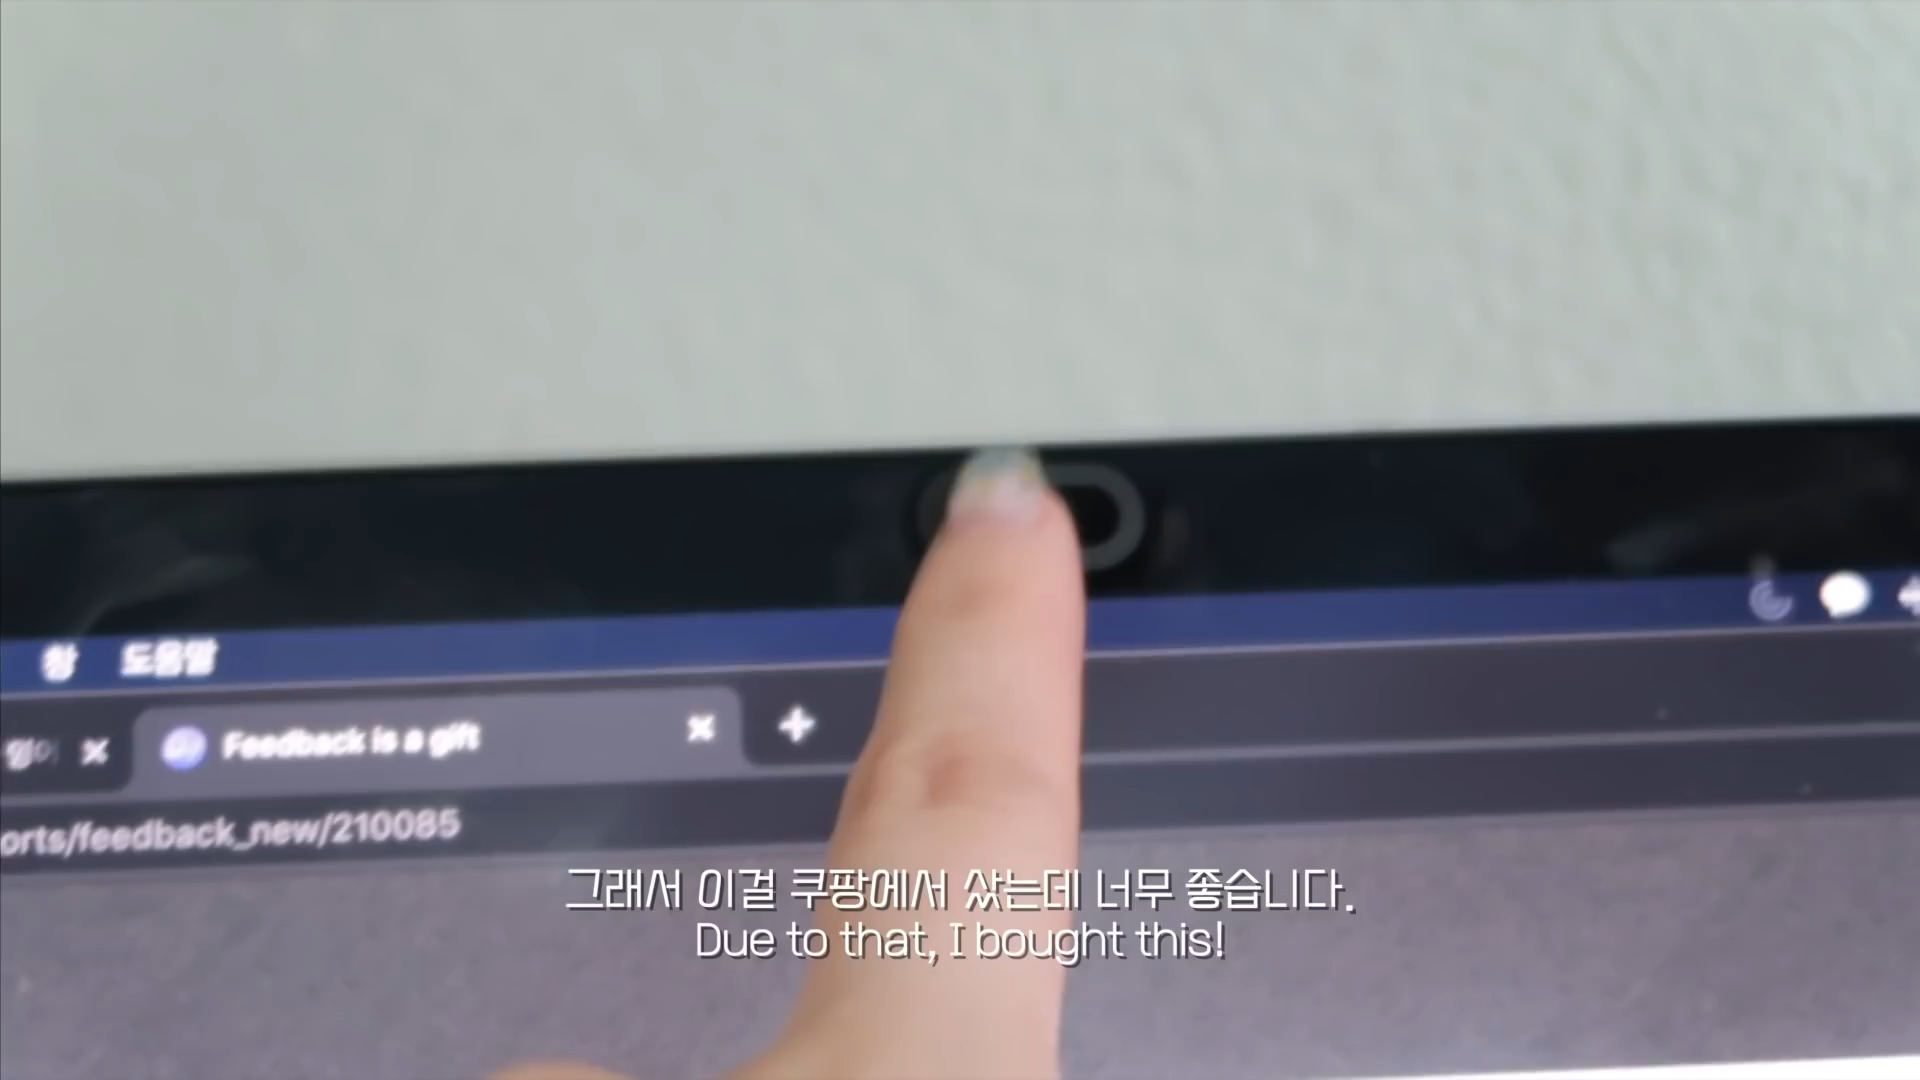 창 도움말
Feedback is a gift
orts/feedback_new/210085
그래서 이걸 쿠팡에서 샀는데 너무 좋습니다.
Due to that, I bought this!